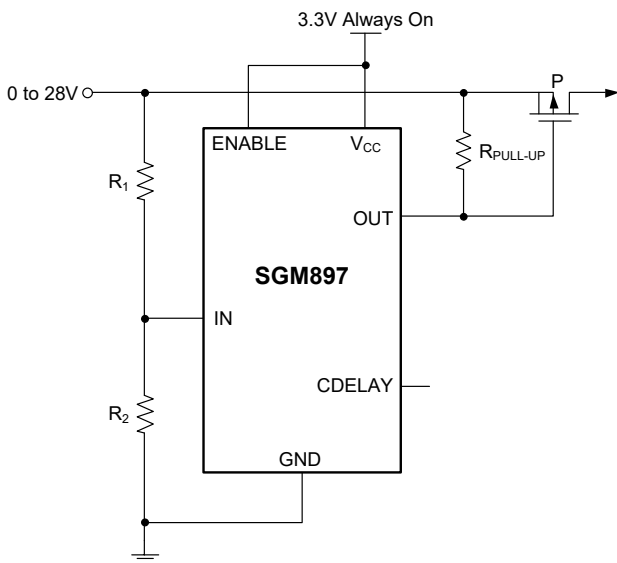 3.3V Always On
0 to 28V
P
ENABLE
VCC
R1
RPULL-UP
OUT
SGM897
IN
CDELAY
R2
GND